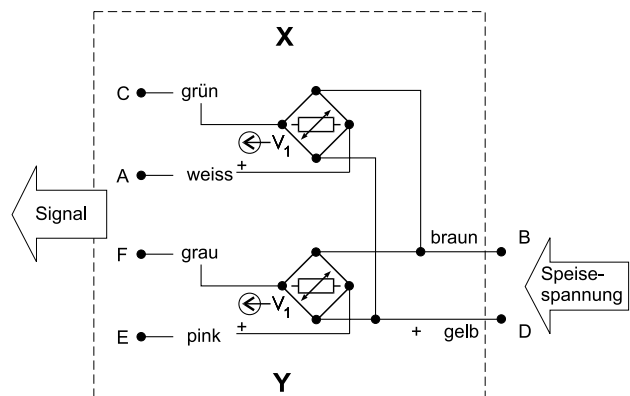 X
C grün
V1
+
A weiss
Signal
F grau
braun B
V1
Speise-
spannung
+
E pink
+ gelb D
Y